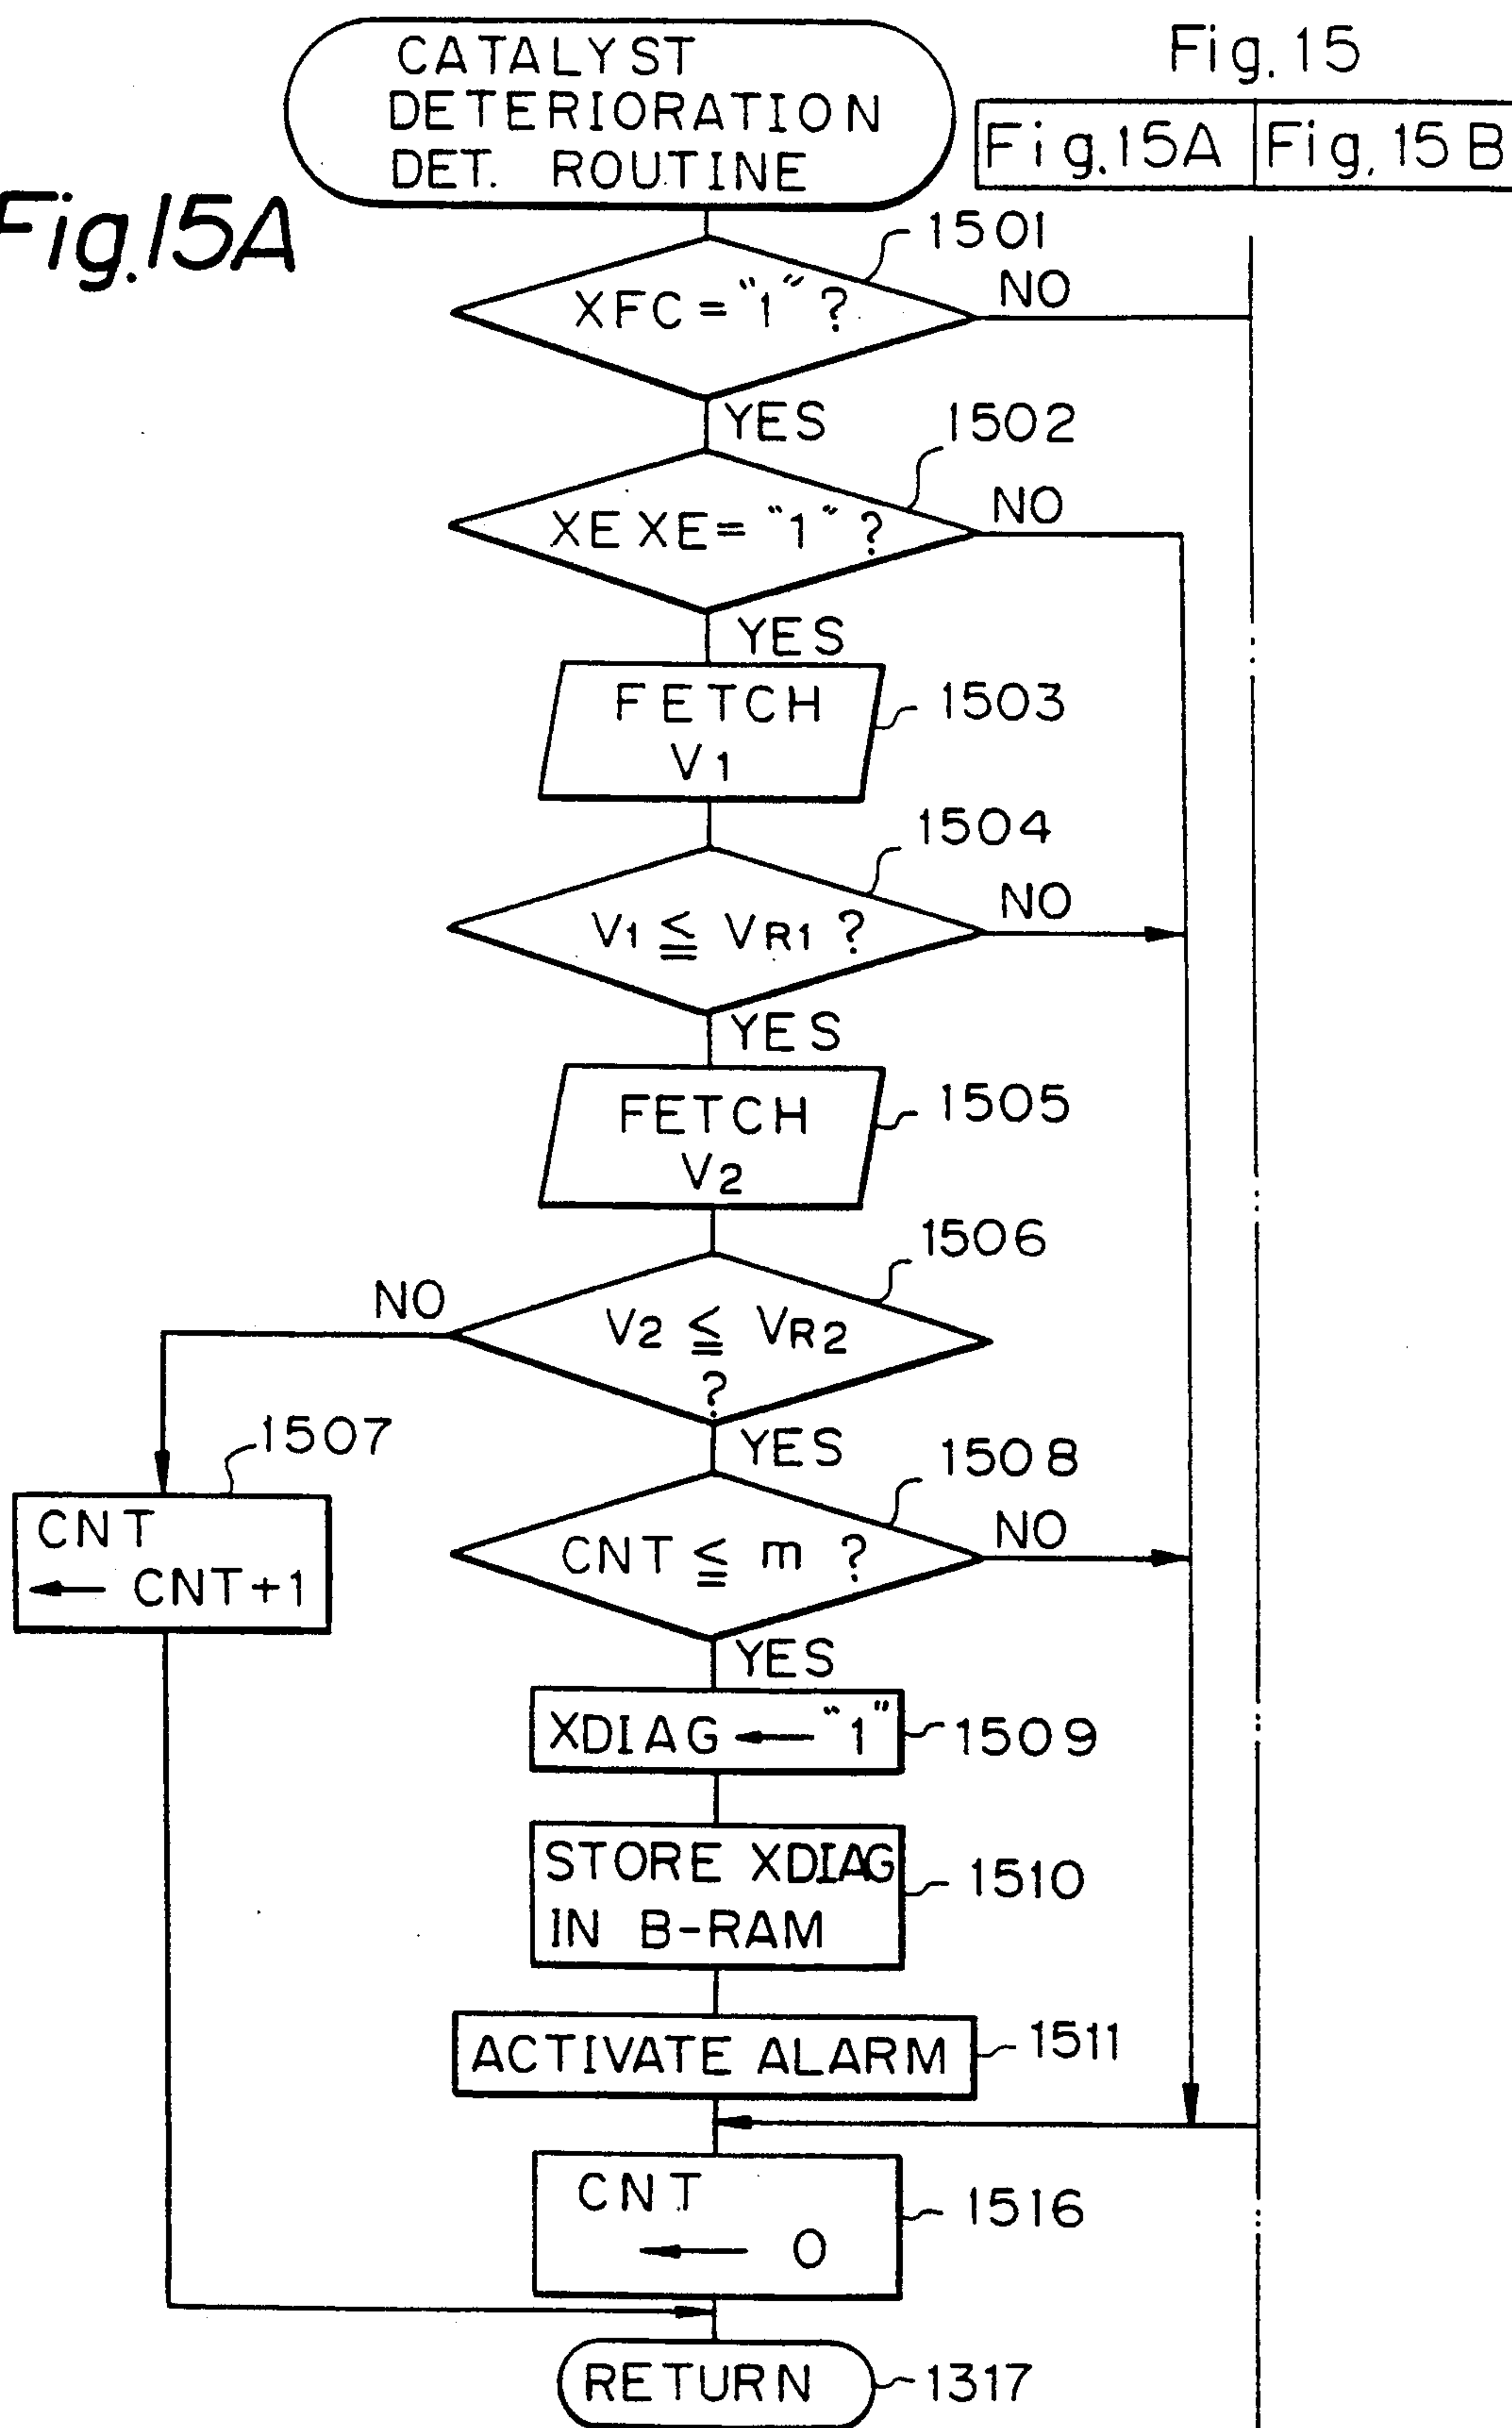 CATALYST
DETERIORATION
DET. ROUTINE
Fig. 15
Fig.15A Fig. 15B
Fig.15A
1501
XFC = "1" ?
NO
YES
1502
XEXE = "1" ?
NO
YES
FETCH
V1
1503
1504
V1 ≦ VR1 ?
NO
YES
FETCH
V2
1505
1506
NO
V2 ≦ VR2
?
YES
1507
CNT
← CNT+1
1508
CNT ≦ m ?
NO
YES
XDIAG ← "1"
1509
STORE XDIAG
IN B-RAM
1510
ACTIVATE ALARM
1511
CNT
← 0
1516
RETURN
1317